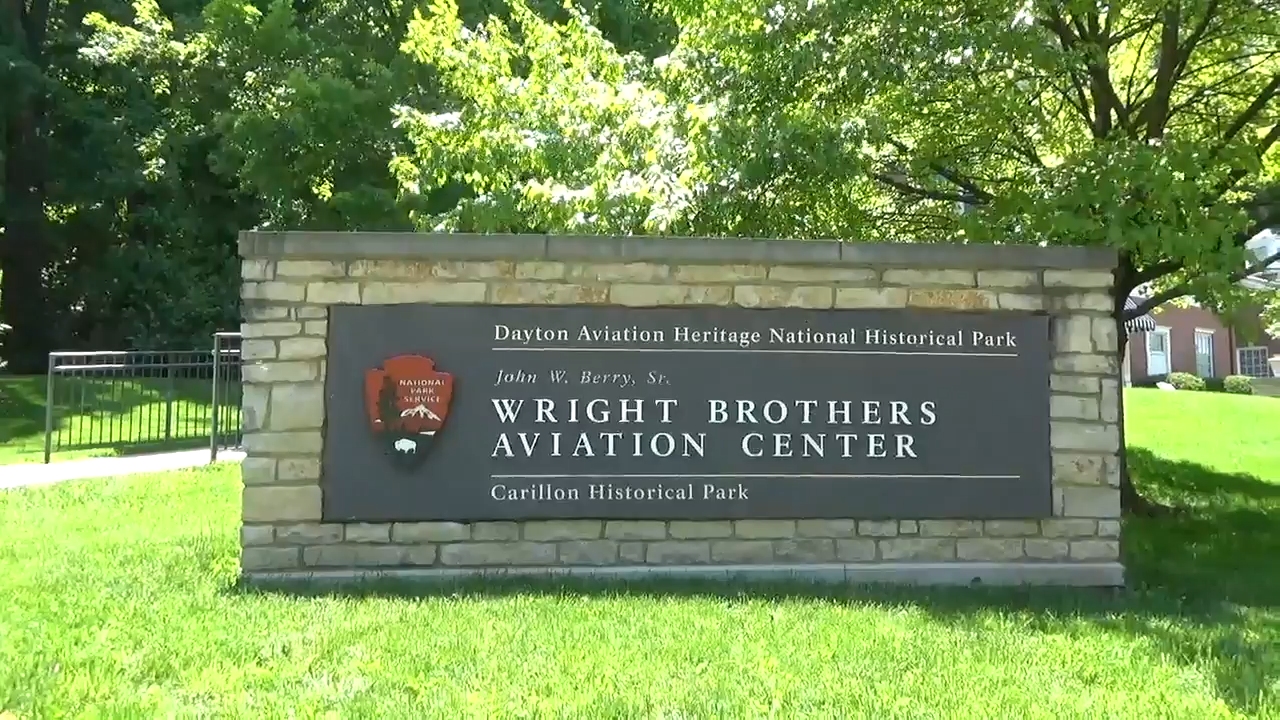 Dayton Aviation Heritage National Historical Park
John W. Berry, Sr.
WRIGHT BROTHERS
AVIATION CENTER
Carillon Historical Park
NATIONAL
PARK
SERVICE